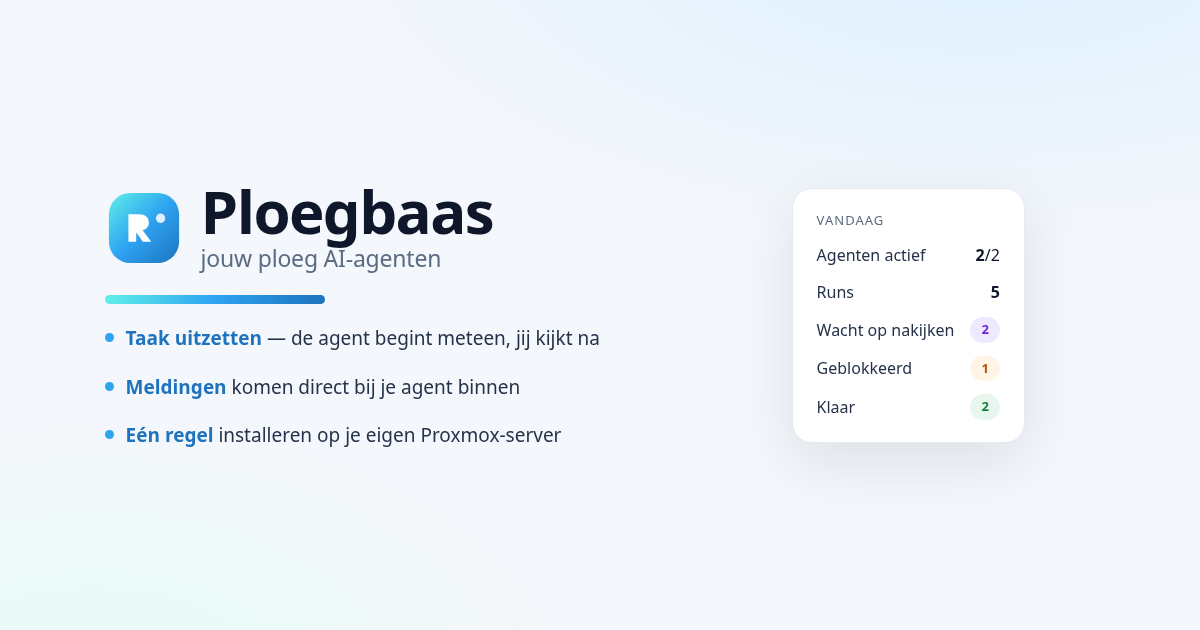 R
Ploegbaas
jouw ploeg AI-agenten
Taak uitzetten — de agent begint meteen, jij kijkt na
Meldingen komen direct bij je agent binnen
Eén regel installeren op je eigen Proxmox-server
VANDAAG
Agenten actief 2/2
Runs 5
Wacht op nakijken 2
Geblokkeerd 1
Klaar 2